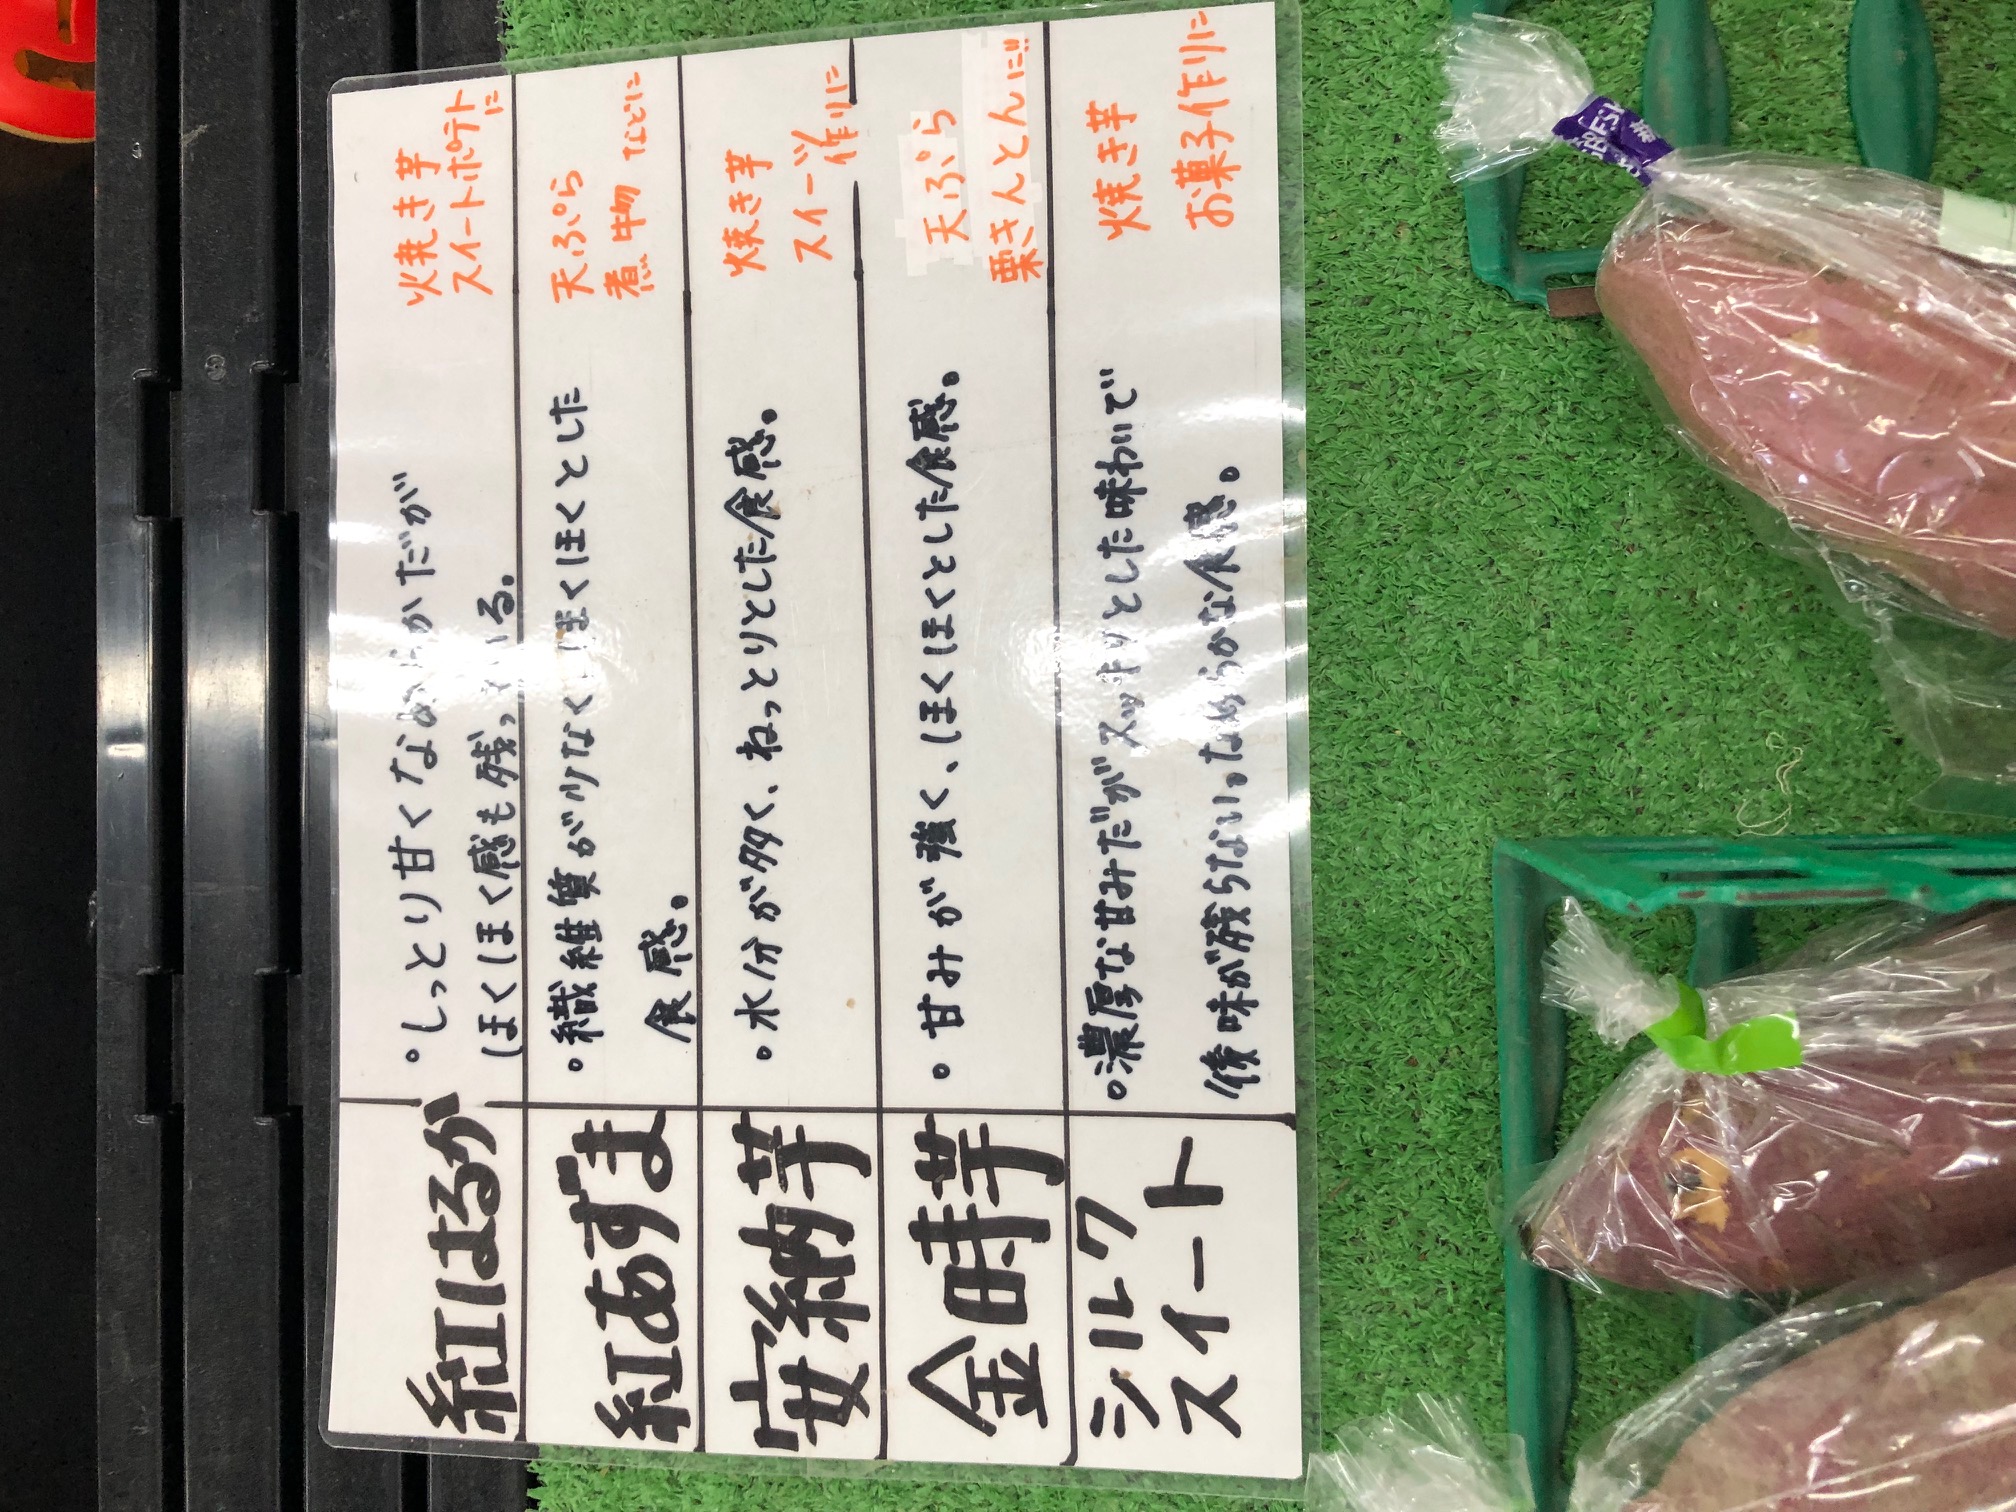 紅はるか
・しっとり甘くなめらかだが
ほくほく感も残っている。
焼き芋
スイートポテトに
紅あずま
・繊維質が少なくほくほくとした
食感。
天ぷら
煮物 などに
安納芋
・水分が多く、ねっとりとした食感。
焼き芋
スイーツ作りに
金時芋
・甘みが強く、ほくほくとした食感。
天ぷら
栗きんとんに!!
シルク
スイート
・濃厚な甘みだがスッキリとした味わいで
後味が残らない。なめらかな食感。
焼き芋
お菓子作りに